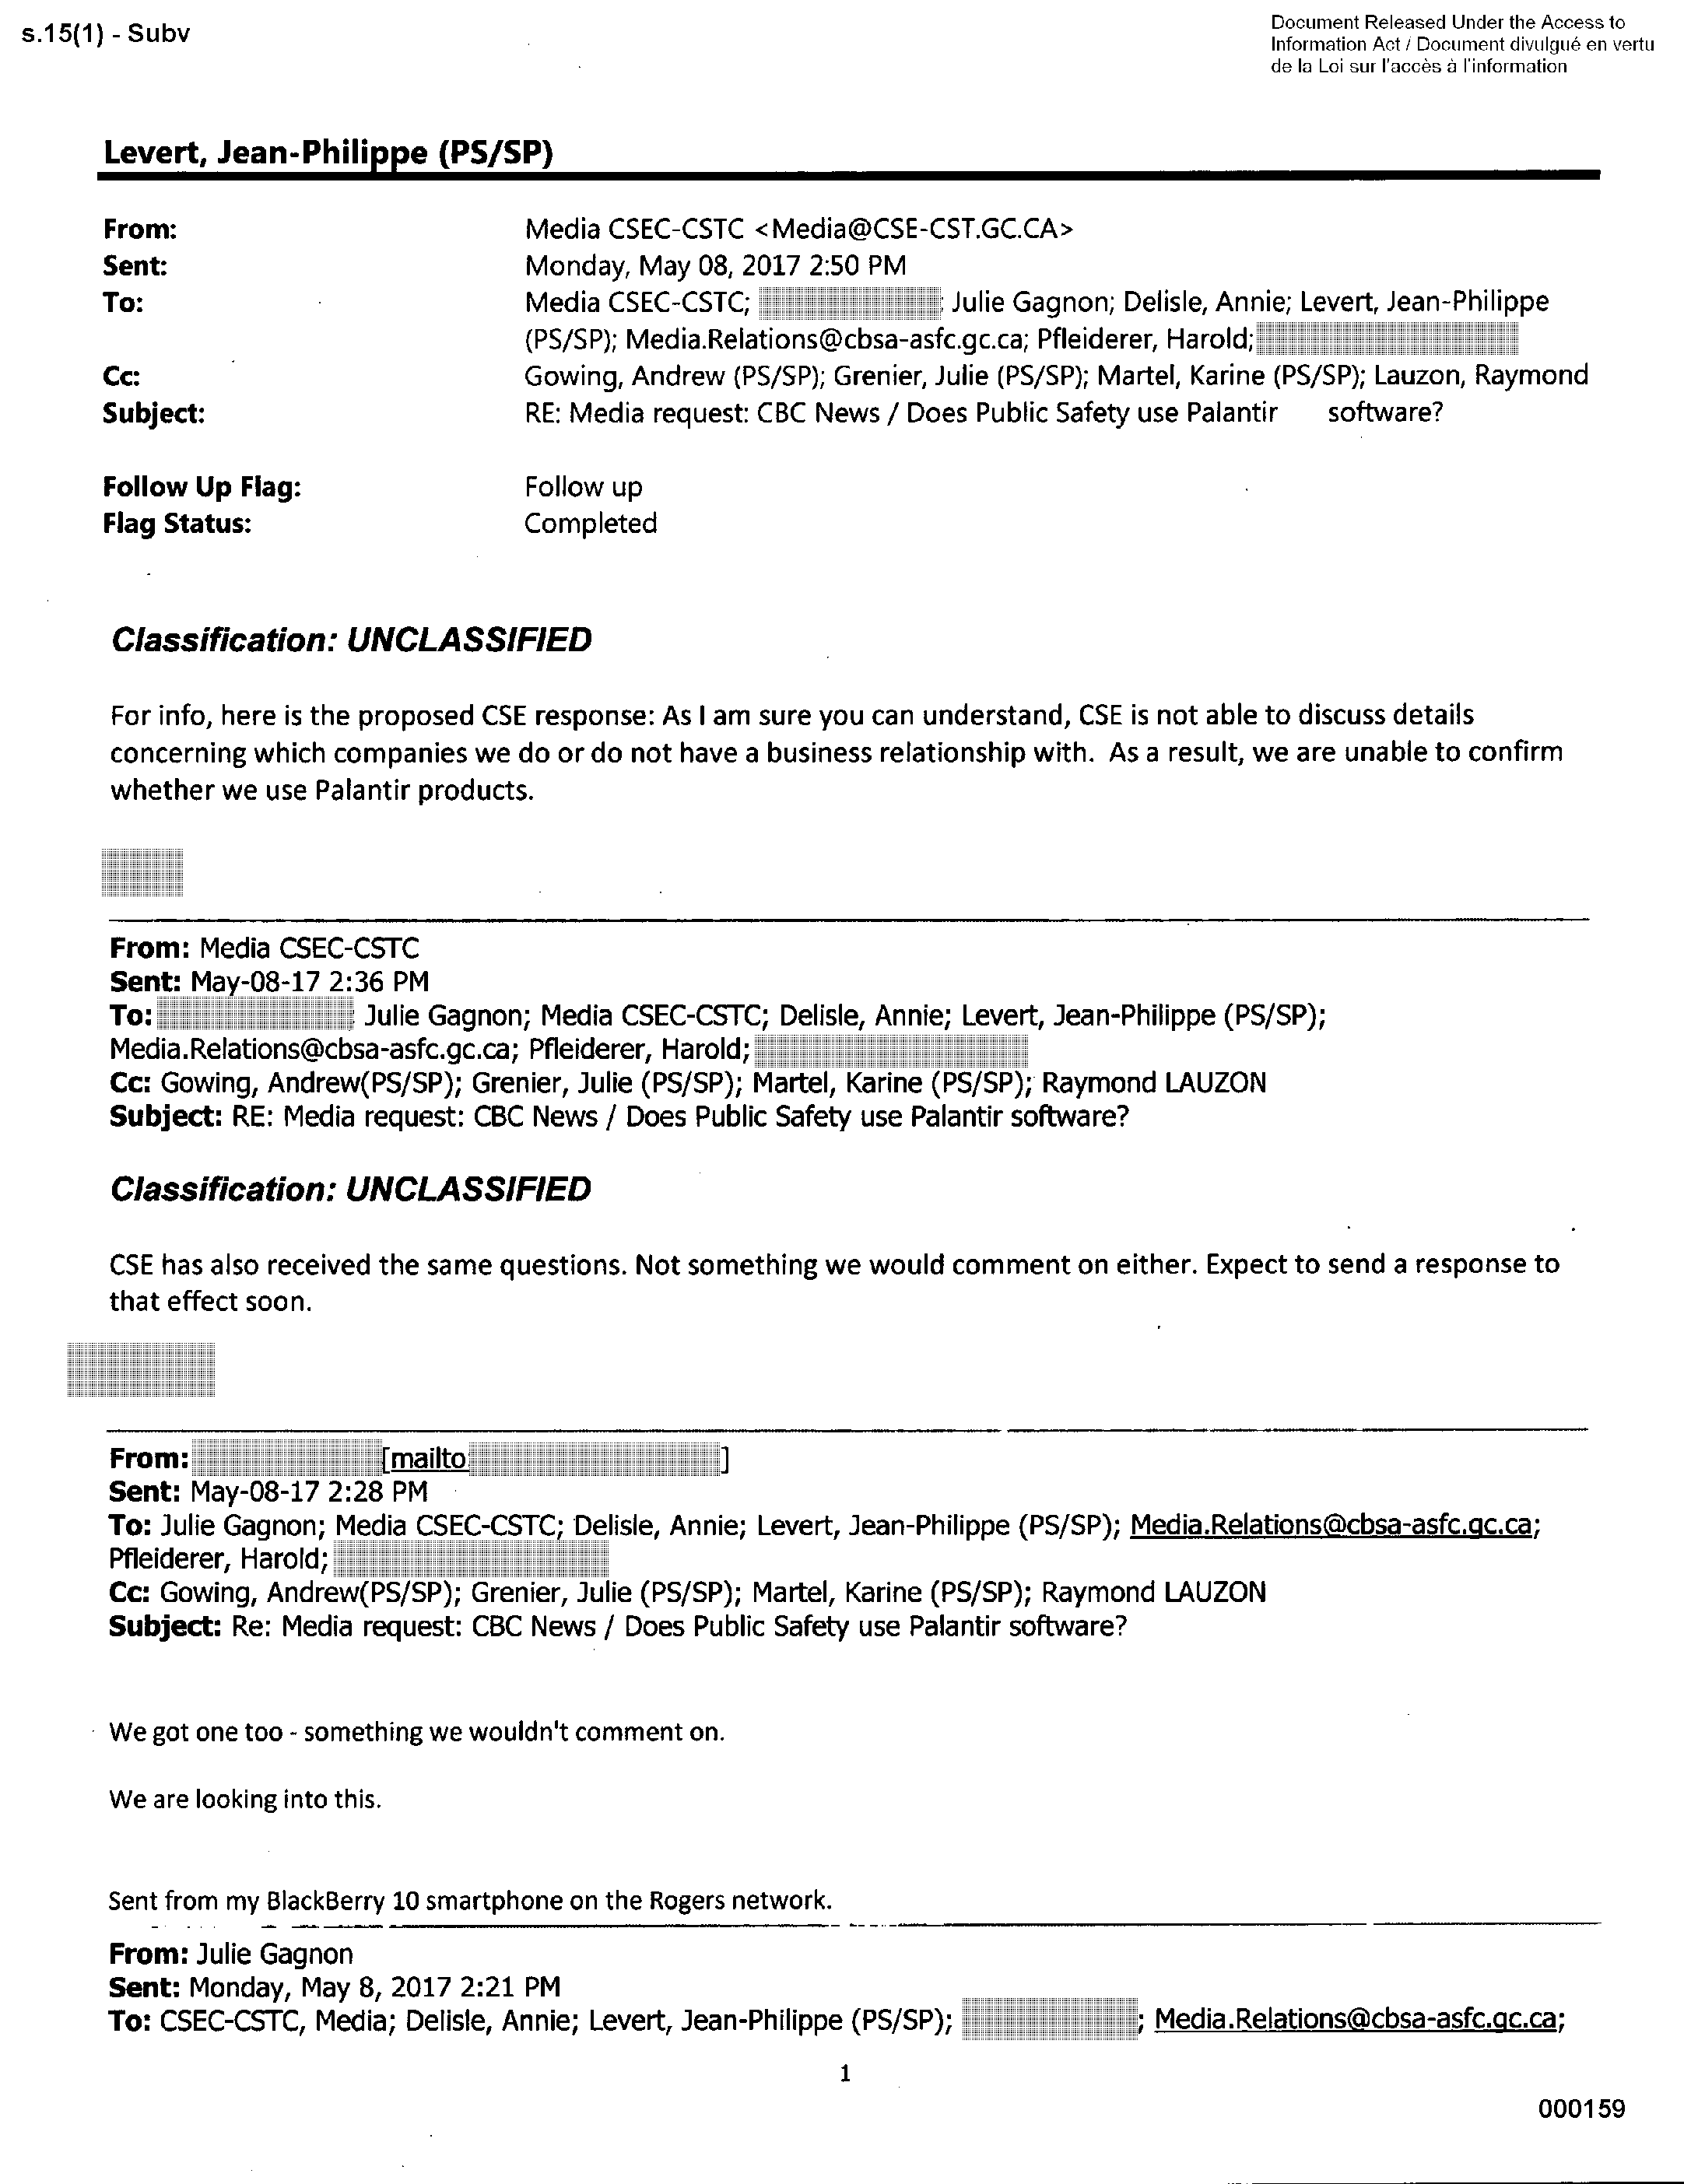 s.15(1) - Subv
Document Released Under the Access to
Information Act / Document divulgué en vertu
de la Loi sur l'accès à l'information
Levert, Jean-Philippe (PS/SP)
From: Media CSEC-CSTC <Media@CSE-CST.GC.CA>
Sent: Monday, May 08, 2017 2:50 PM
To: Media CSEC-CSTC; Julie Gagnon; Delisle, Annie; Levert, Jean-Philippe
(PS/SP); Media.Relations@cbsa-asfc.gc.ca; Pfleiderer, Harold;
Cc: Gowing, Andrew (PS/SP); Grenier, Julie (PS/SP); Martel, Karine (PS/SP); Lauzon, Raymond
Subject: RE: Media request: CBC News / Does Public Safety use Palantir software?
Follow Up Flag: Follow up
Flag Status: Completed
Classification: UNCLASSIFIED
For info, here is the proposed CSE response: As I am sure you can understand, CSE is not able to discuss details
concerning which companies we do or do not have a business relationship with. As a result, we are unable to confirm
whether we use Palantir products.
From: Media CSEC-CSTC
Sent: May-08-17 2:36 PM
To: Julie Gagnon; Media CSEC-CSTC; Delisle, Annie; Levert, Jean-Philippe (PS/SP);
Media.Relations@cbsa-asfc.gc.ca; Pfleiderer, Harold;
Cc: Gowing, Andrew(PS/SP); Grenier, Julie (PS/SP); Martel, Karine (PS/SP); Raymond LAUZON
Subject: RE: Media request: CBC News / Does Public Safety use Palantir software?
Classification: UNCLASSIFIED
CSE has also received the same questions. Not something we would comment on either. Expect to send a response to
that effect soon.
From: [mailto: ]
Sent: May-08-17 2:28 PM
To: Julie Gagnon; Media CSEC-CSTC; Delisle, Annie; Levert, Jean-Philippe (PS/SP); Media.Relations@cbsa-asfc.gc.ca;
Pfleiderer, Harold;
Cc: Gowing, Andrew(PS/SP); Grenier, Julie (PS/SP); Martel, Karine (PS/SP); Raymond LAUZON
Subject: Re: Media request: CBC News / Does Public Safety use Palantir software?
We got one too - something we wouldn't comment on.
We are looking into this.
Sent from my BlackBerry 10 smartphone on the Rogers network.
From: Julie Gagnon
Sent: Monday, May 8, 2017 2:21 PM
To: CSEC-CSTC, Media; Delisle, Annie; Levert, Jean-Philippe (PS/SP); ; Media.Relations@cbsa-asfc.gc.ca;
1
000159